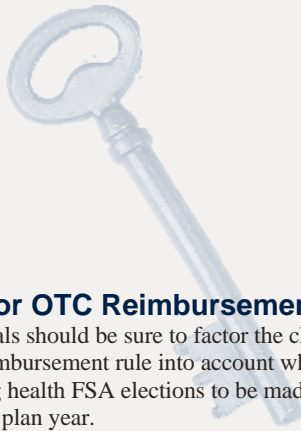 or OTC Reimbursemen
als should be sure to factor the c
mbursement rule into account w
g health FSA elections to be mad
plan year.